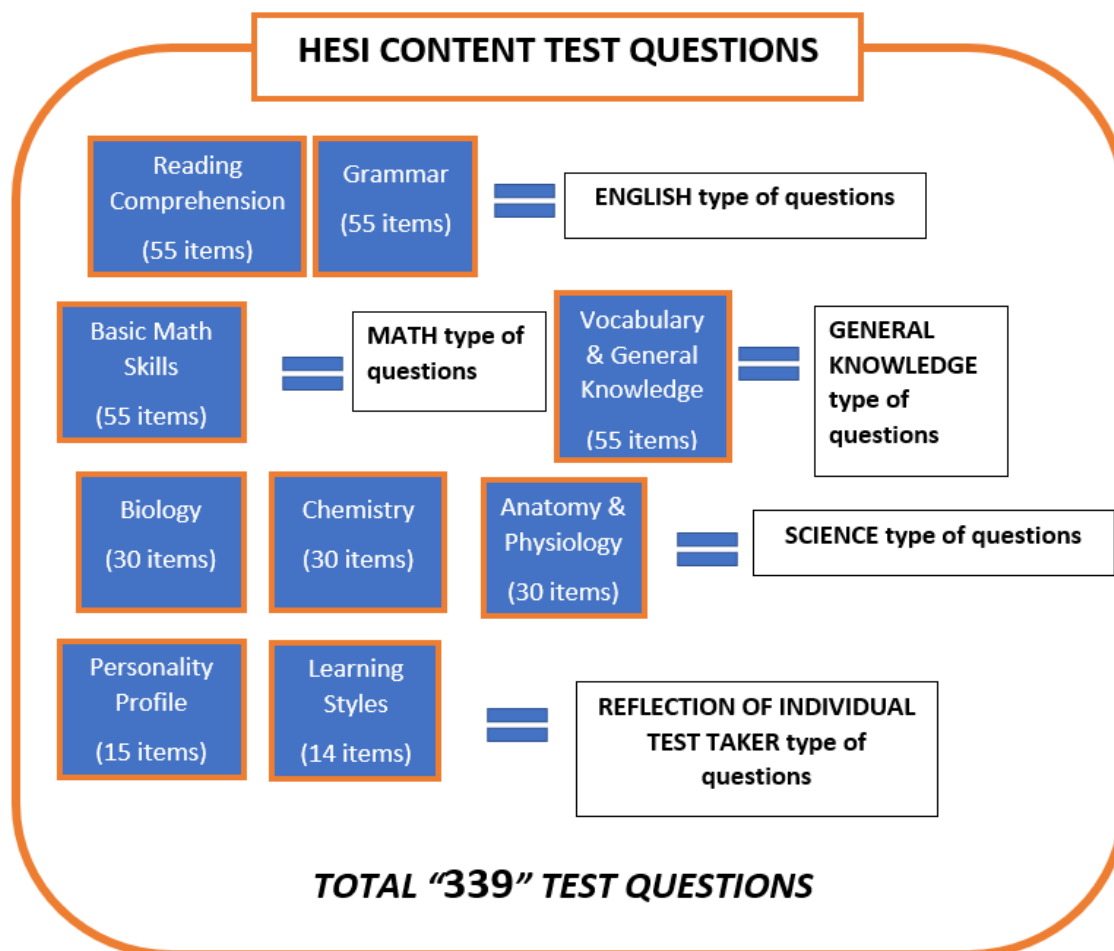 HESI CONTENT TEST QUESTIONS
Reading
Comprehension
(55 items)
Grammar
(55 items)
ENGLISH type of questions
Basic Math
Skills
(55 items)
MATH type of
questions
Vocabulary
& General
Knowledge
(55 items)
GENERAL
KNOWLEDGE
type of
questions
Biology
(30 items)
Chemistry
(30 items)
Anatomy &
Physiology
(30 items)
SCIENCE type of questions
Personality
Profile
(15 items)
Learning
Styles
(14 items)
REFLECTION OF INDIVIDUAL
TEST TAKER type of
questions
TOTAL “339” TEST QUESTIONS